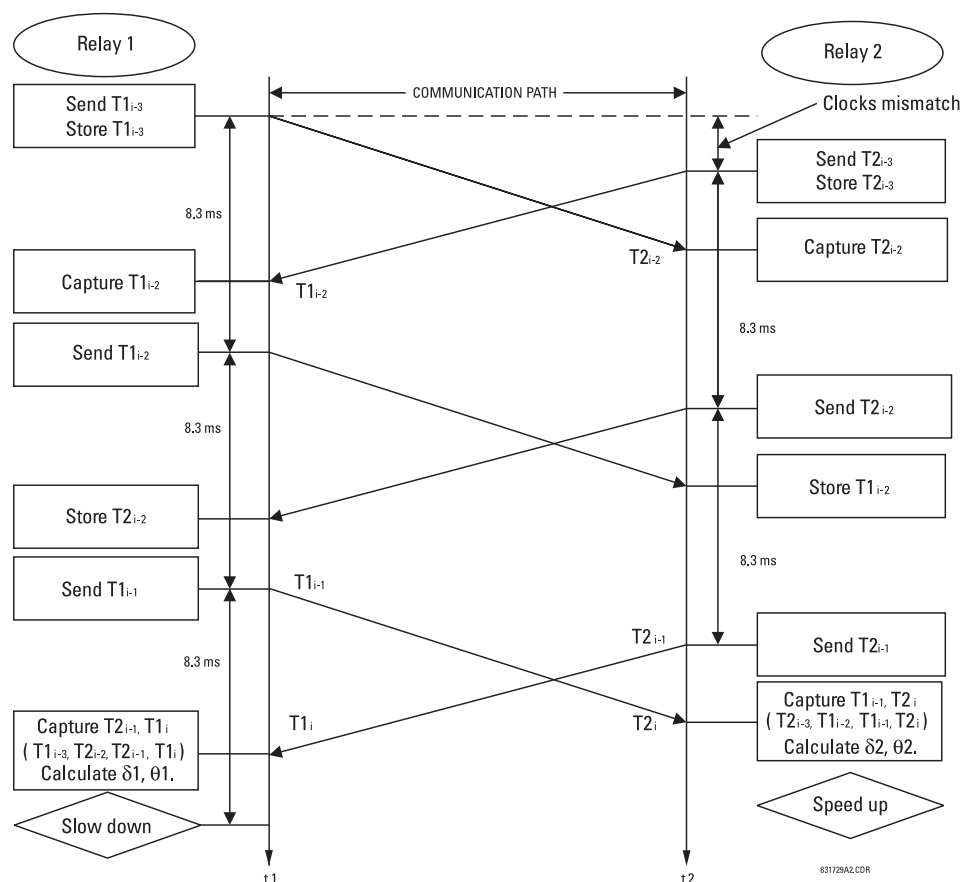 Relay 1
COMMUNICATION PATH
Relay 2
Clocks mismatch
Send T1i-3
Store T1i-3
Send T2i-3
Store T2i-3
8.3 ms
T2i-2
Capture T2i-2
Capture T1i-2
T1i-2
8.3 ms
Send T1i-2
Send T2i-2
8.3 ms
Store T1i-2
Store T2i-2
8.3 ms
Send T1i-1
T1i-1
T2i-1
Send T2i-1
8.3 ms
Capture T2i-1, T1i
( T1i-3, T2i-2, T2i-1, T1i)
Calculate δ1, θ1.
T1i
T2i
Capture T1i-1, T2i
( T2i-3, T1i-2, T1i-1, T2i)
Calculate δ2, θ2.
Slow down
Speed up
t1
t2
831729A2.CDR